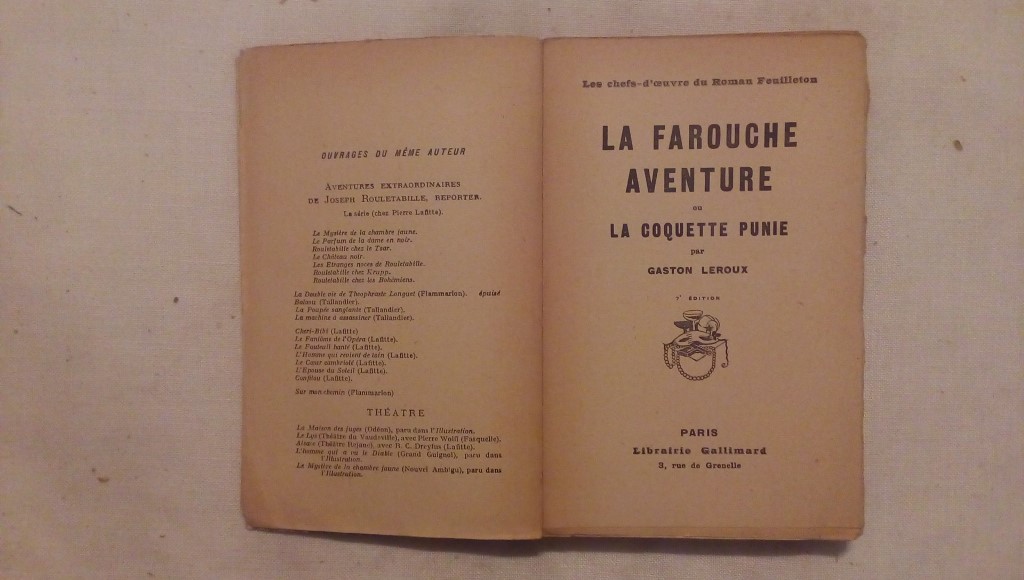 OUVRAGES DU MÊME AUTEUR
AVENTURES EXTRAORDINAIRES
DE JOSEPH ROULETABILLE, REPORTER.
La série (chez Pierre Lafitte).
Le Mystère de la chambre jaune.
Le Parfum de la dame en noir.
Rouletabille chez le Tsar.
Le Château noir.
Les Etranges noces de Rouletabille.
Rouletabille chez Krupp.
Rouletabille chez les Bohémiens.
La Double vie de Théophraste Longuet (Flammarion). épuisé
Balaou (Tallandier).
La Poupée sanglante (Tallandier).
La machine à assassiner (Tallandier).
Cheri-Bibi (Lafitte)
Le Fantôme de l'Opéra (Lafitte).
Le Fauteuil hanté (Lafitte).
L'Homme qui revient de loin (Lafitte).
Le Cœur cambriolé (Lafitte).
L'Epouse du Soleil (Lafitte).
Confitou (Lafitte).
Sur mon chemin (Flammarion)
THÉATRE
La Maison des juges (Odéon), paru dans l'Illustration.
Le Lys (Théâtre du Vaudeville), avec Pierre Wolff (Fasquelle).
Alsace (Théâtre Réjane), avec Dreyfus (Lafitte).
L'homme qui a vu le Diable (Grand Guignol), paru dans
l'Illustration.
Le Mystère de la chambre jaune (Nouvel Ambigu), paru dans
l'Illustration.
Les chefs-d'œuvre du Roman Feuilleton
LA FAROUCHE
AVENTURE
ou
LA COQUETTE PUNIE
par
GASTON LEROUX
7e ÉDITION
PARIS
Librairie Gallimard
3, rue de Grenelle